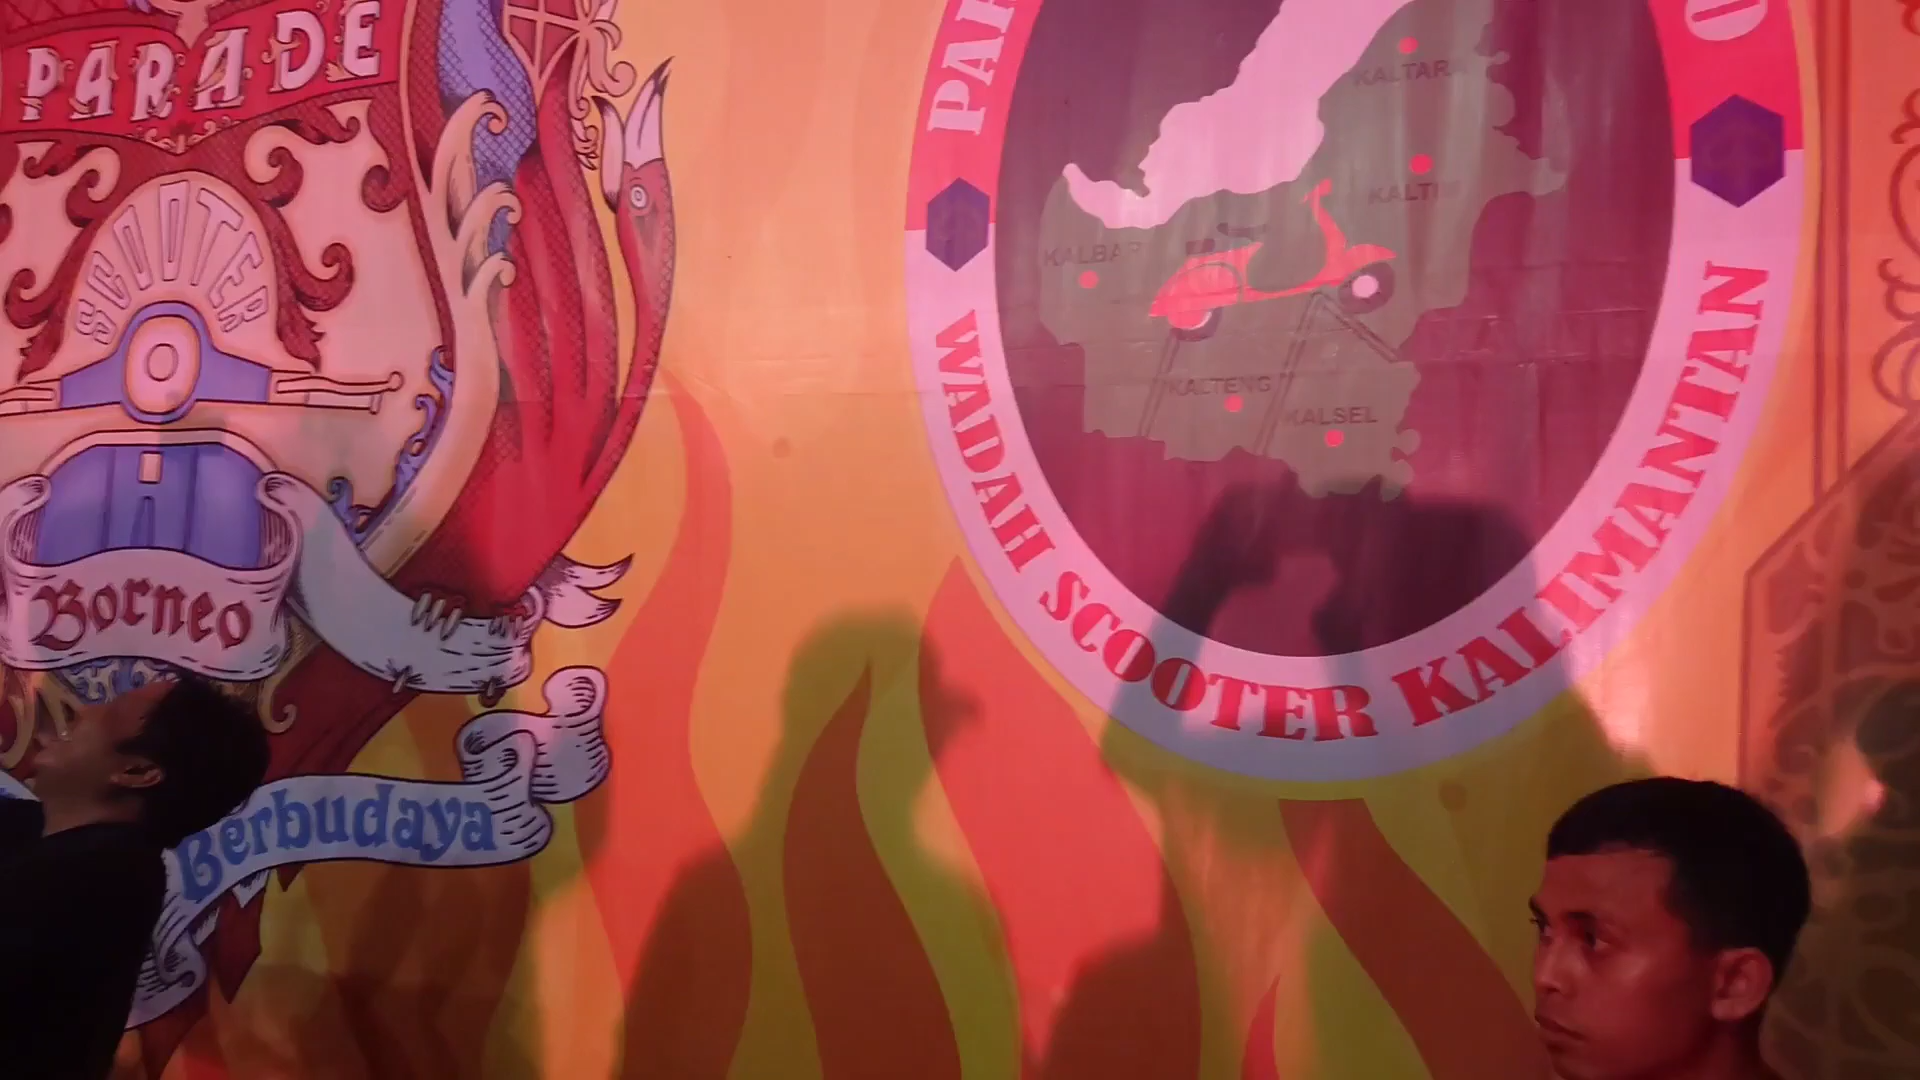 PARADE
SCOOTER
Borneo
Berbudaya
WADAH SCOOTER KALIMANTAN
KALTARA
KALTIM
KALBAR
KALTENG
KALSEL